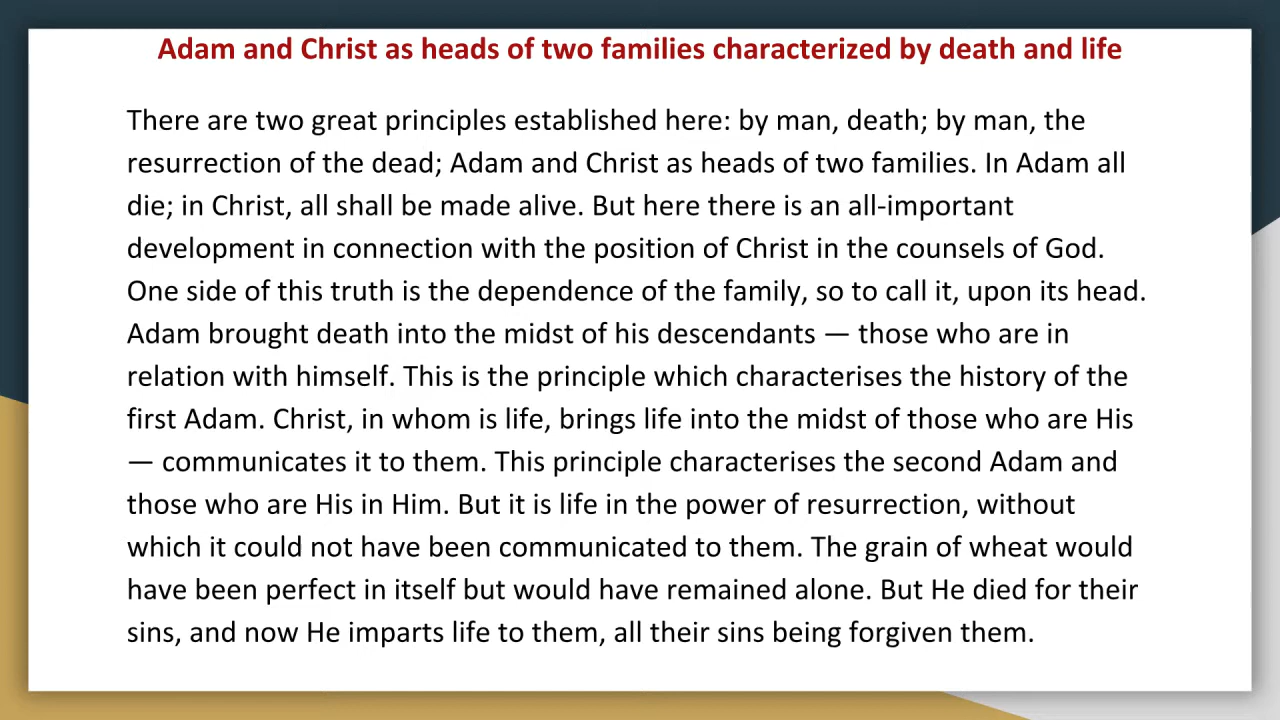 Adam and Christ as heads of two families characterized by death and life
There are two great principles established here: by man, death; by man, the
resurrection of the dead; Adam and Christ as heads of two families. In Adam all
die; in Christ, all shall be made alive. But here there is an all-important
development in connection with the position of Christ in the counsels of God.
One side of this truth is the dependence of the family, so to call it, upon its head.
Adam brought death into the midst of his descendants — those who are in
relation with himself. This is the principle which characterises the history of the
first Adam. Christ, in whom is life, brings life into the midst of those who are His
— communicates it to them. This principle characterises the second Adam and
those who are His in Him. But it is life in the power of resurrection, without
which it could not have been communicated to them. The grain of wheat would
have been perfect in itself but would have remained alone. But He died for their
sins, and now He imparts life to them, all their sins being forgiven them.